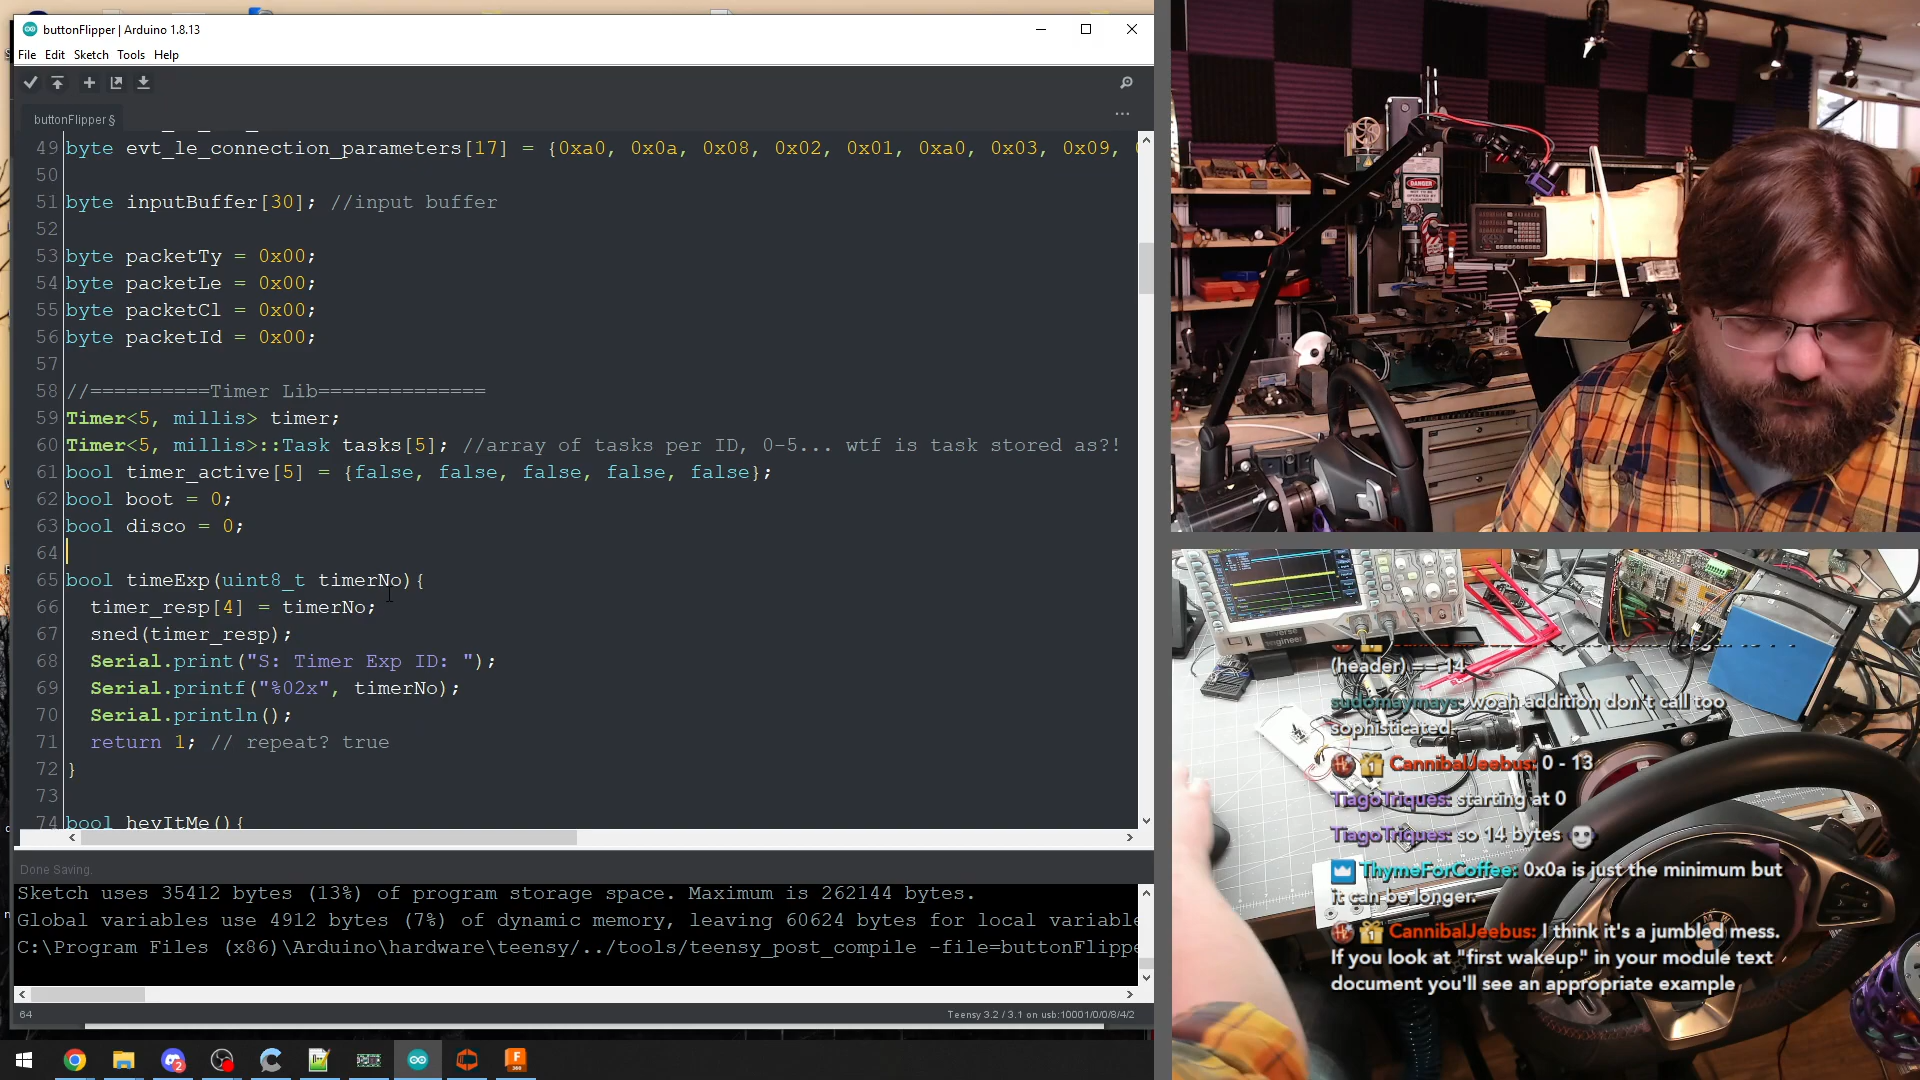 buttonFlipper | Arduino 1.8.13
File Edit Sketch Tools Help
buttonFlipper §
49 byte evt_le_connection_parameters[17] = {0xa0, 0x0a, 0x08, 0x02, 0x01, 0xa0, 0x03, 0x09,
50
51 byte inputBuffer[30]; //input buffer
52
53 byte packetTy = 0x00;
54 byte packetLe = 0x00;
55 byte packetCl = 0x00;
56 byte packetId = 0x00;
57
58 //==========Timer Lib==============
59 Timer<5, millis> timer;
60 Timer<5, millis>::Task tasks[5]; //array of tasks per ID, 0-5... wtf is task stored as?!
61 bool timer_active[5] = {false, false, false, false, false};
62 bool boot = 0;
63 bool disco = 0;
64
65 bool timeExp(uint8_t timerNo){
66 timer_resp[4] = timerNo;
67 sned(timer_resp);
68 Serial.print("S: Timer Exp ID: ");
69 Serial.printf("%02x", timerNo);
70 Serial.println();
71 return 1; // repeat? true
72 }
73
74 bool heyItMe(){
Done Saving.
Sketch uses 35412 bytes (13%) of program storage space. Maximum is 262144 bytes.
Global variables use 4912 bytes (7%) of dynamic memory, leaving 60624 bytes for local variable
C:\Program Files (x86)\Arduino\hardware\teensy/../tools/teensy_post_compile -file=buttonFlippe
64
Teensy 3.2 / 3.1 on usb:10001/0/0/8/4/2
DANGER
(header) == 14
sudomaymays: woah addition don't call too
sophisticated
CannibalJeebus: 0 - 13
TiagoTriques: starting at 0
TiagoTriques: so 14 bytes
ThymeForCoffee: 0x0a is just the minimum but
it can be longer.
CannibalJeebus: I think it's a jumbled mess.
If you look at "first wakeup" in your module text
document you'll see an appropriate example